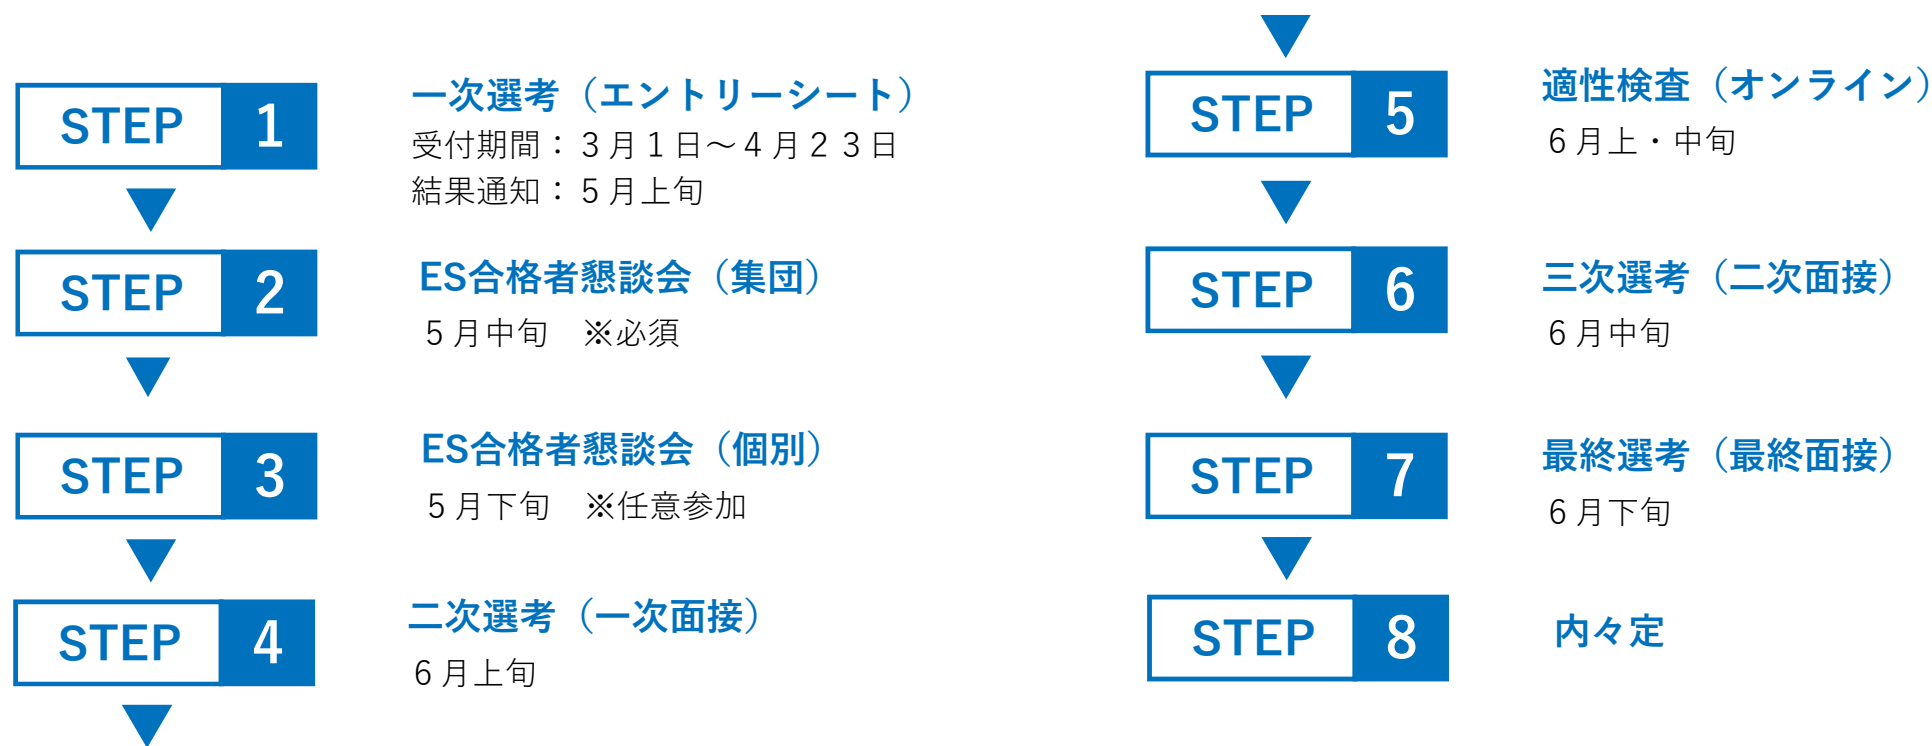 STEP 1
一次選考（エントリーシート）
受付期間：３月１日～４月２３日
結果通知：５月上旬
STEP 2
ES合格者懇談会（集団）
５月中旬　※必須
STEP 3
ES合格者懇談会（個別）
５月下旬　※任意参加
STEP 4
二次選考（一次面接）
６月上旬
STEP 5
適性検査（オンライン）
６月上・中旬
STEP 6
三次選考（二次面接）
６月中旬
STEP 7
最終選考（最終面接）
６月下旬
STEP 8
内々定